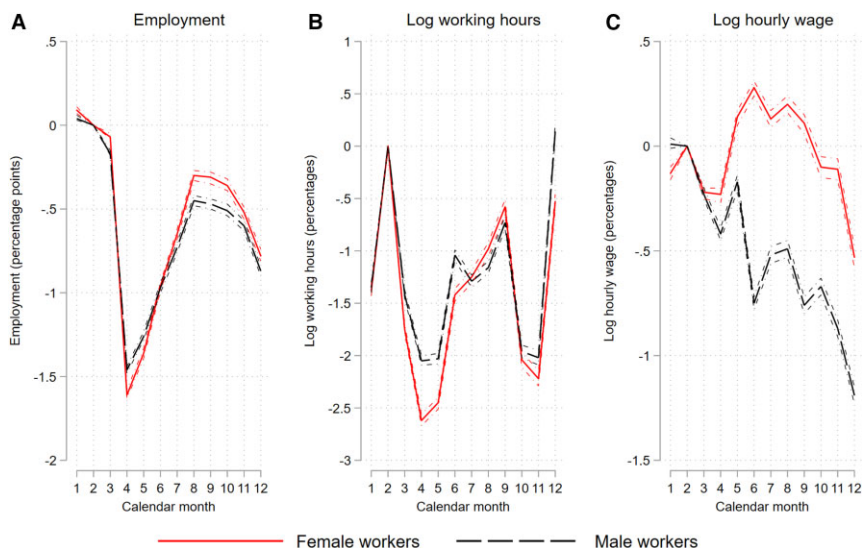 A Employment
.5
0
-.5
-1
-1.5
-2
Employment (percentage points)
1 2 3 4 5 6 7 8 9 10 11 12
Calendar month
B Log working hours
1
.5
0
-.5
-1
-1.5
-2
-2.5
-3
Log working hours (percentages)
1 2 3 4 5 6 7 8 9 10 11 12
Calendar month
C Log hourly wage
.5
0
-.5
-1
-1.5
Log hourly wage (percentages)
1 2 3 4 5 6 7 8 9 10 11 12
Calendar month
Female workers Male workers